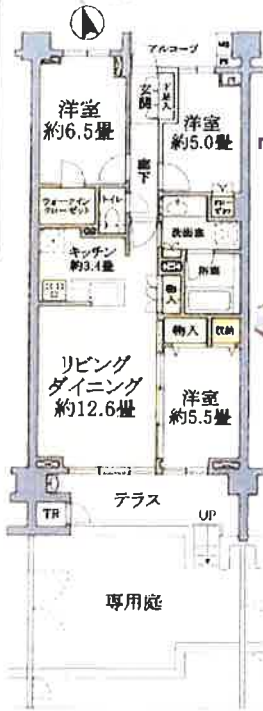 アルコーブ
MB
洋室
約6.5畳
玄関
下足入
洋室
約5.0畳
廊下
ウォークイン
クローゼット
トイレ
洗面室
キッチン
約3.4畳
物入
浴室
リビング
ダイニング
約12.6畳
物入
収納
洋室
約5.5畳
テラス
TR
UP
専用庭